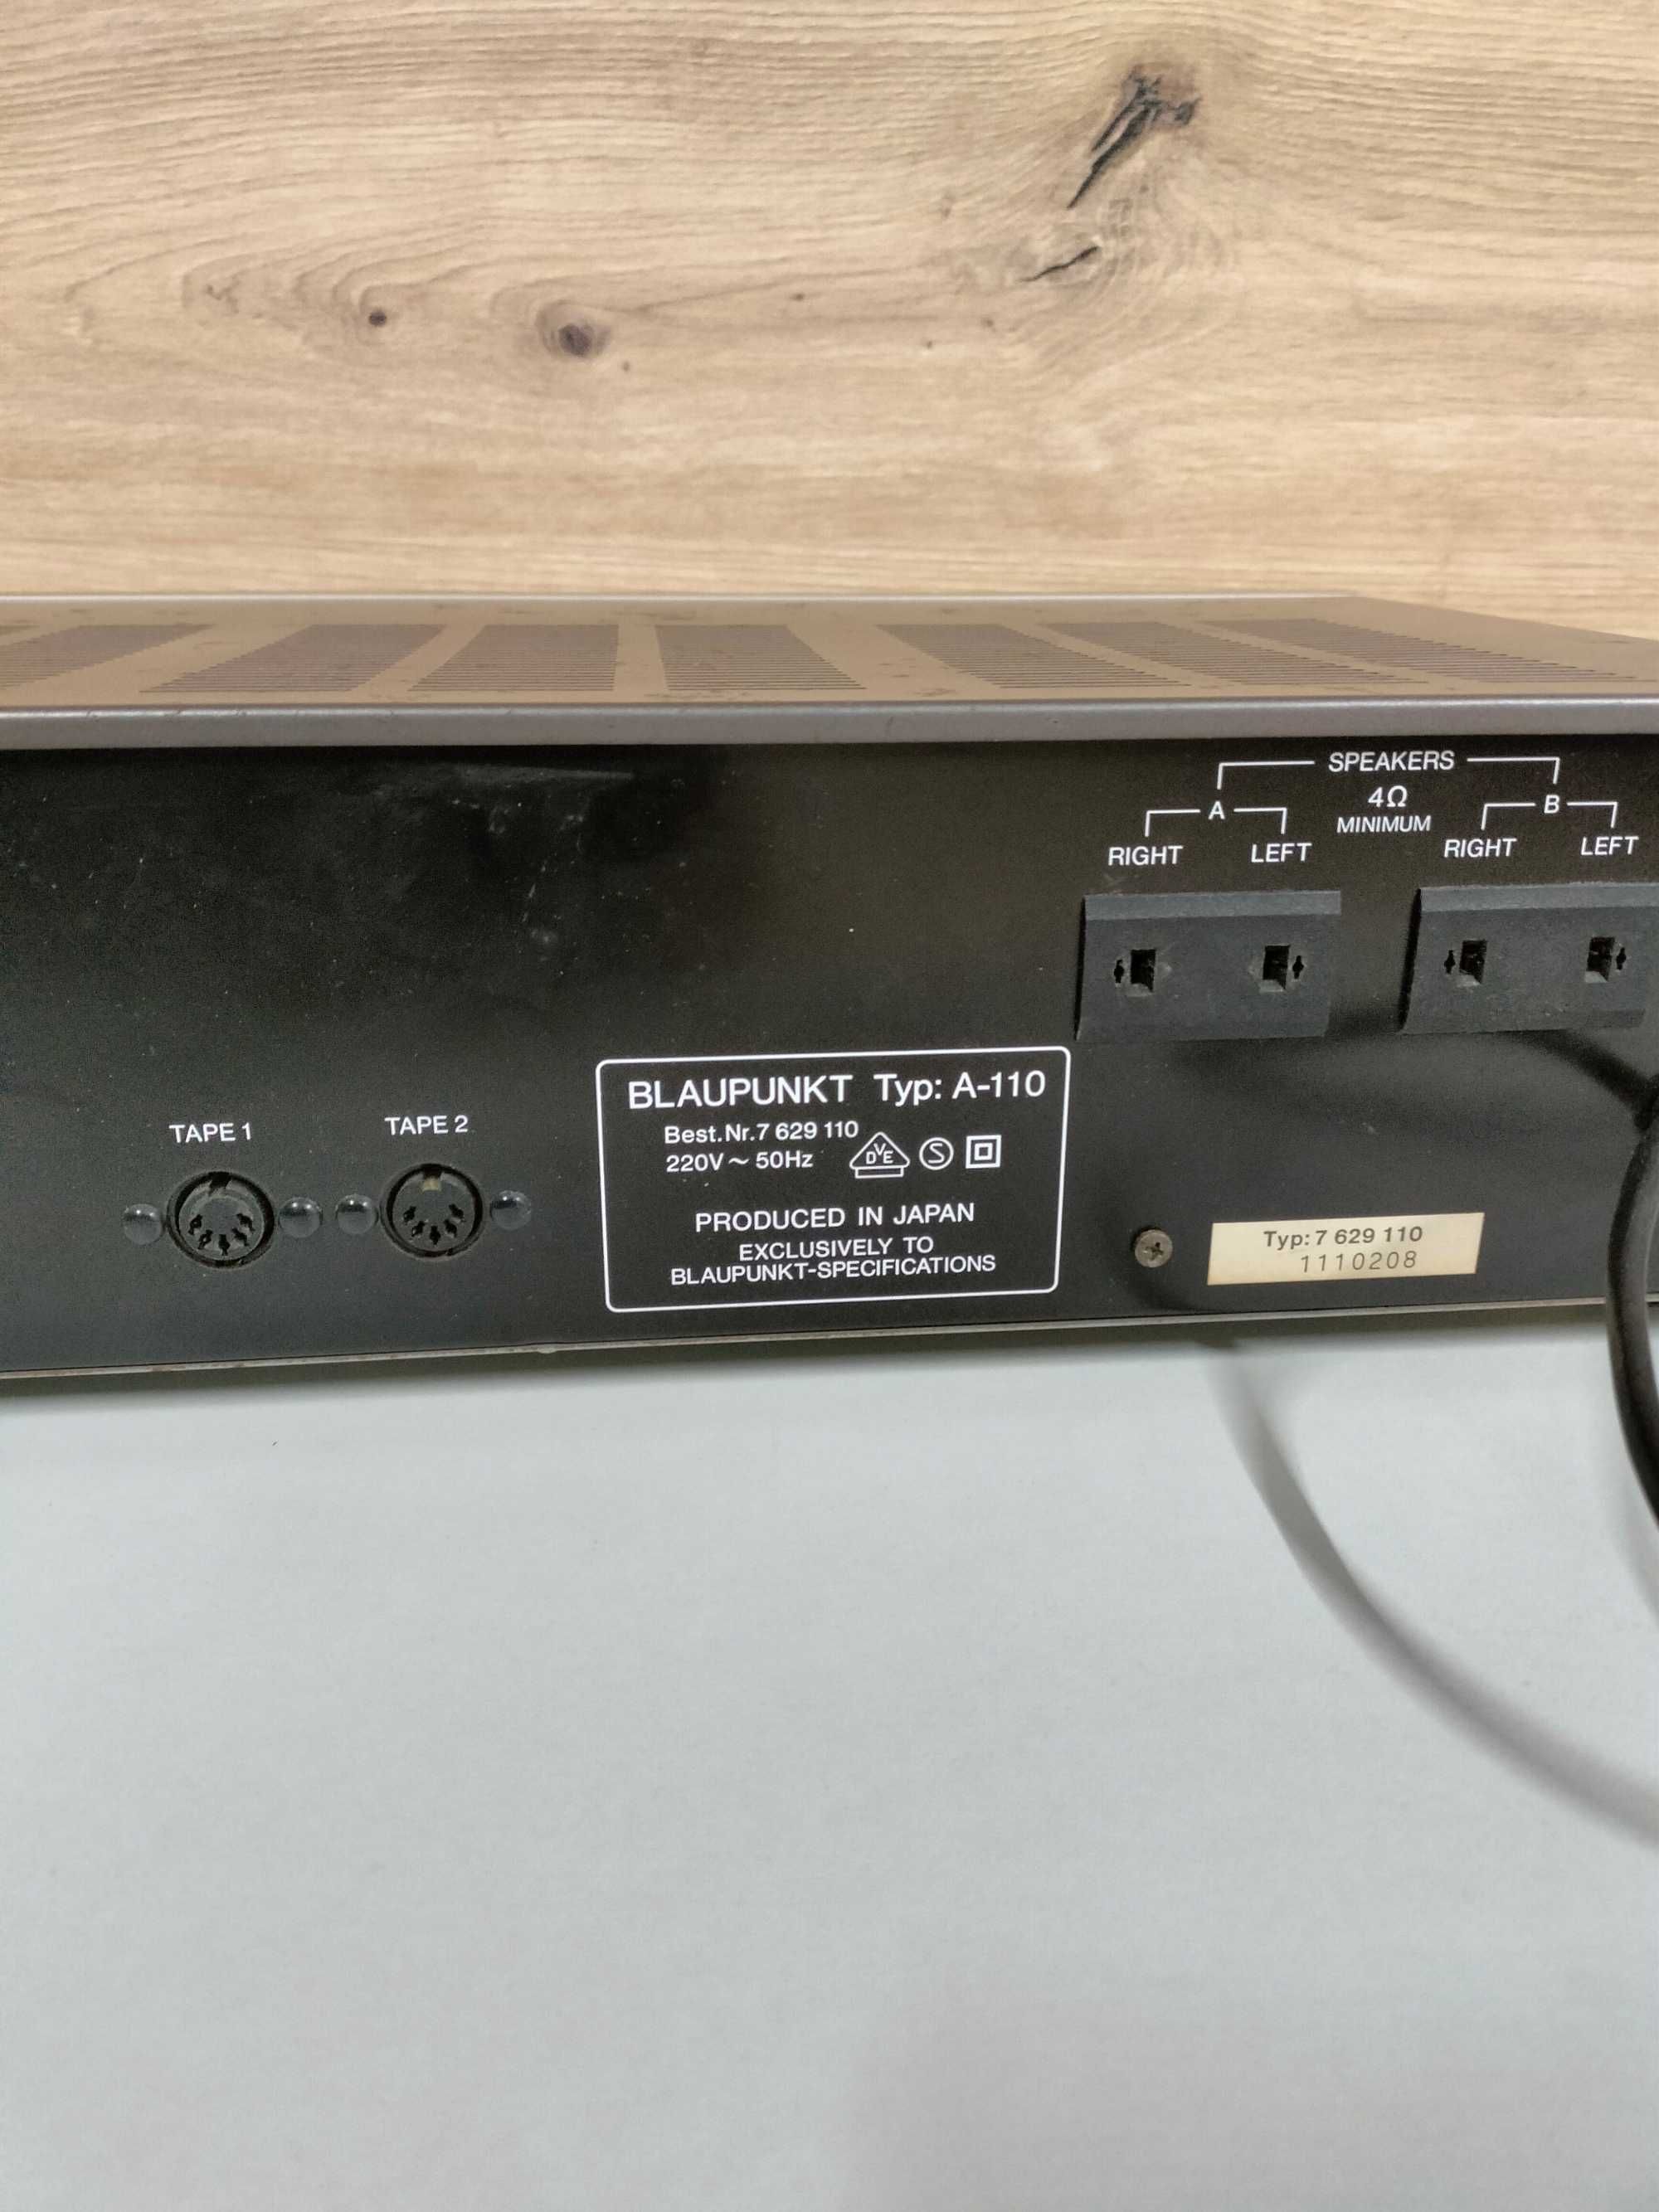 SPEAKERS
A
4Ω
B
MINIMUM
RIGHT
LEFT
RIGHT
LEFT
TAPE 1
TAPE 2
BLAUPUNKT Typ: A-110
Best.Nr.7 629 110
220V ~ 50Hz
DVE
S
PRODUCED IN JAPAN
EXCLUSIVELY TO
BLAUPUNKT-SPECIFICATIONS
Typ: 7 629 110
1110208